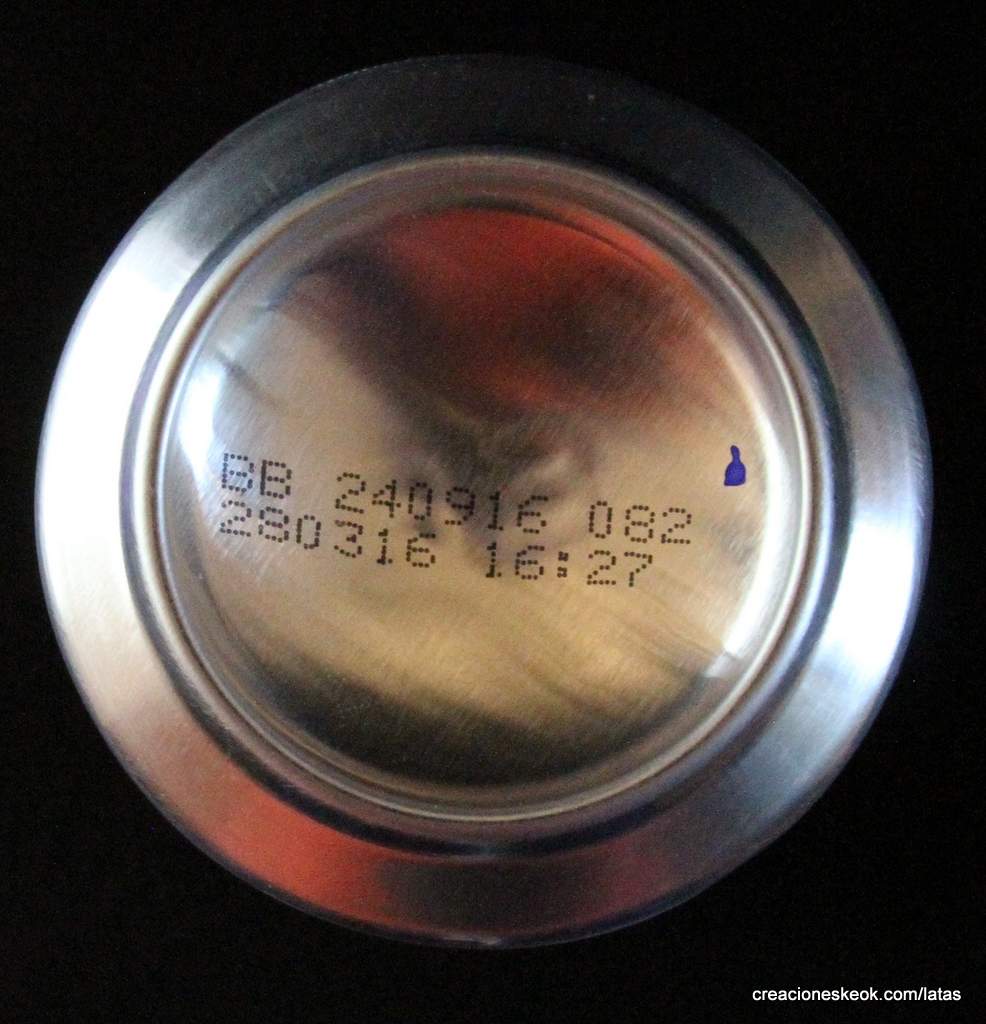 BB 240916 082
280316 16:27
creacioneskeok.com/latas